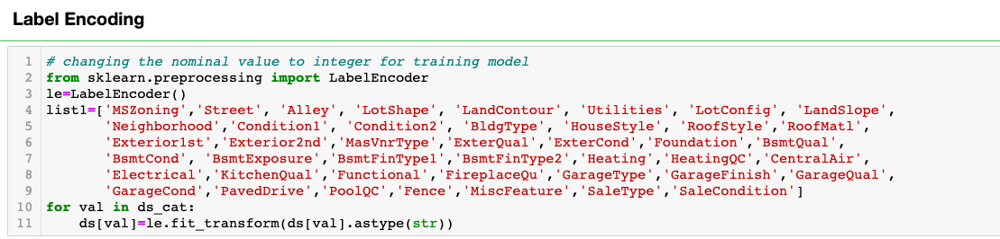 Label Encoding
1 # changing the nominal value to integer for training model
2 from sklearn.preprocessing import LabelEncoder
3 le=LabelEncoder()
4 list1=['MSZoning','Street', 'Alley', 'LotShape', 'LandContour', 'Utilities', 'LotConfig', 'LandSlope',
5 'Neighborhood','Condition1', 'Condition2', 'BldgType', 'HouseStyle', 'RoofStyle','RoofMatl',
6 'Exterior1st','Exterior2nd','MasVnrType','ExterQual','ExterCond','Foundation','BsmtQual',
7 'BsmtCond', 'BsmtExposure','BsmtFinType1','BsmtFinType2','Heating','HeatingQC','CentralAir',
8 'Electrical','KitchenQual','Functional','FireplaceQu','GarageType','GarageFinish','GarageQual',
9 'GarageCond','PavedDrive','PoolQC','Fence','MiscFeature','SaleType','SaleCondition']
10 for val in ds_cat:
11 ds[val]=le.fit_transform(ds[val].astype(str))